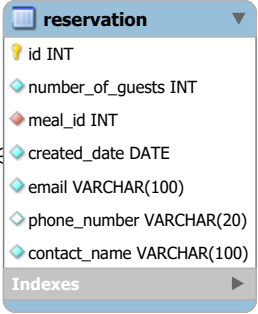 reservation
id INT
number_of_guests INT
meal_id INT
created_date DATE
email VARCHAR(100)
phone_number VARCHAR(20)
contact_name VARCHAR(100)
Indexes